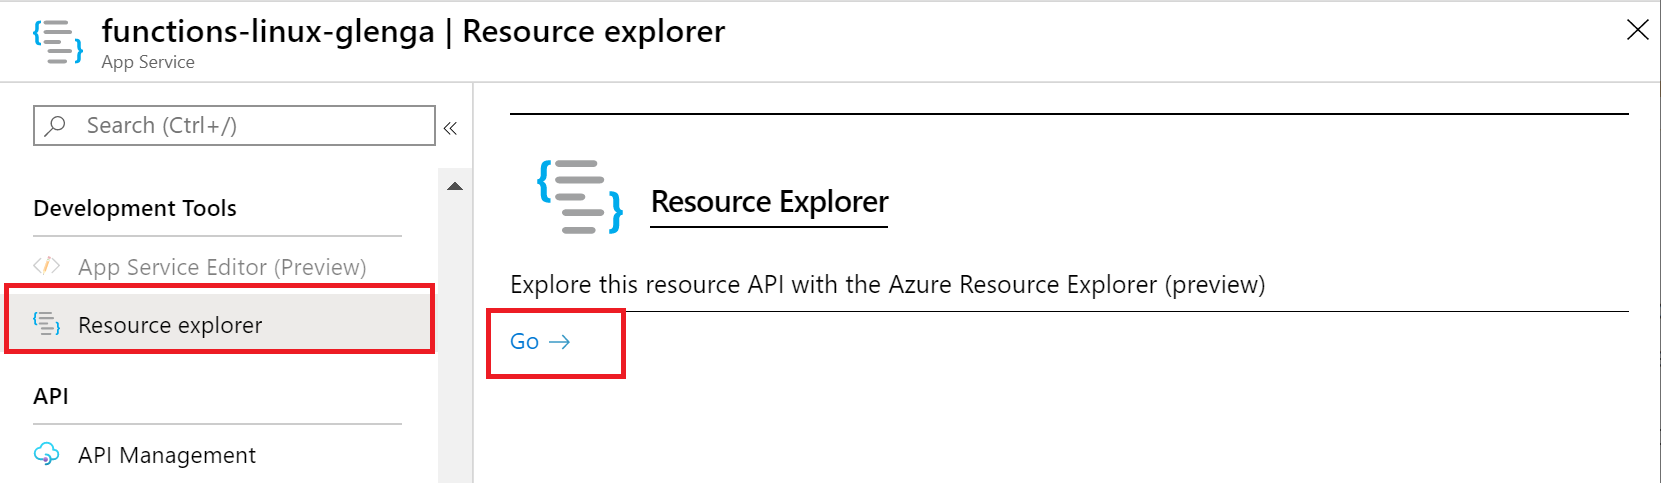 functions-linux-glenga | Resource explorer
App Service
Search (Ctrl+/)
«
Development Tools
App Service Editor (Preview)
Resource explorer
API
API Management
Resource Explorer
Explore this resource API with the Azure Resource Explorer (preview)
Go →